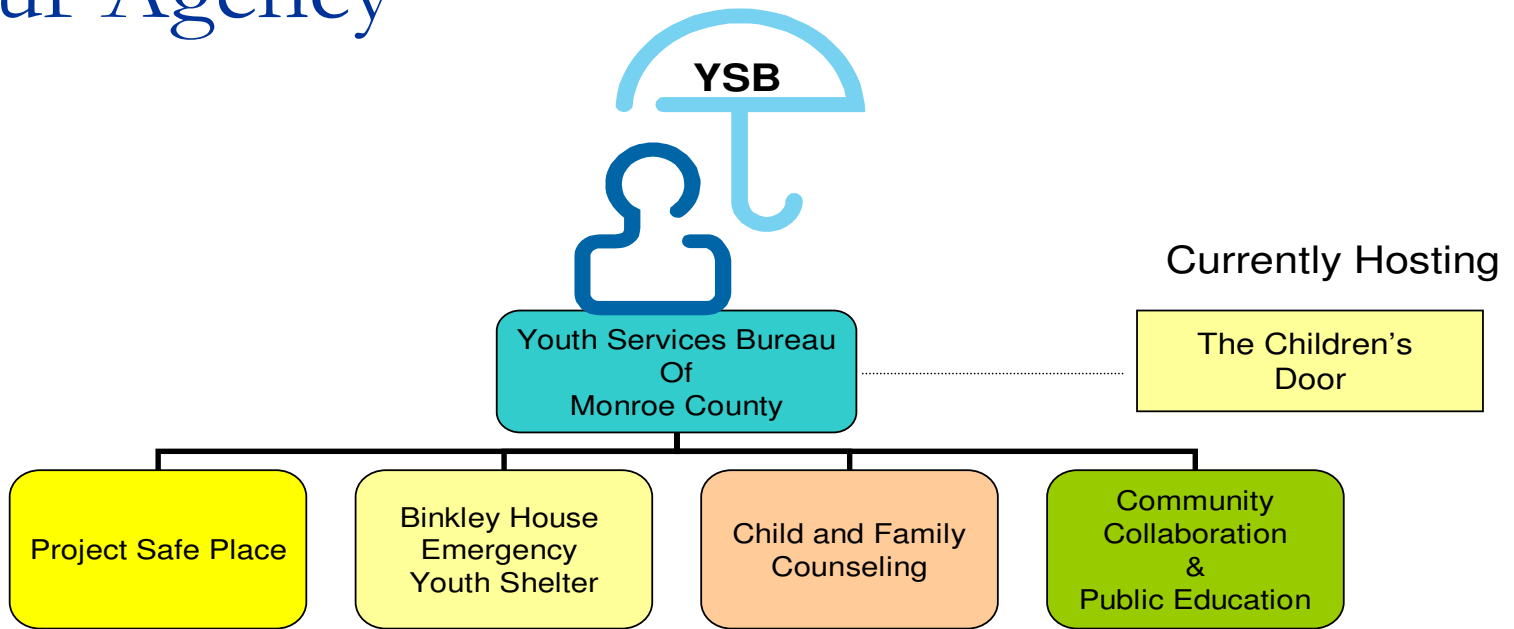 Agency
YSB
Currently Hosting
Youth Services Bureau
Of
Monroe County
The Children's
Door
Project Safe Place
Binkley House
Emergency
Youth Shelter
Child and Family
Counseling
Community
Collaboration
&
Public Education